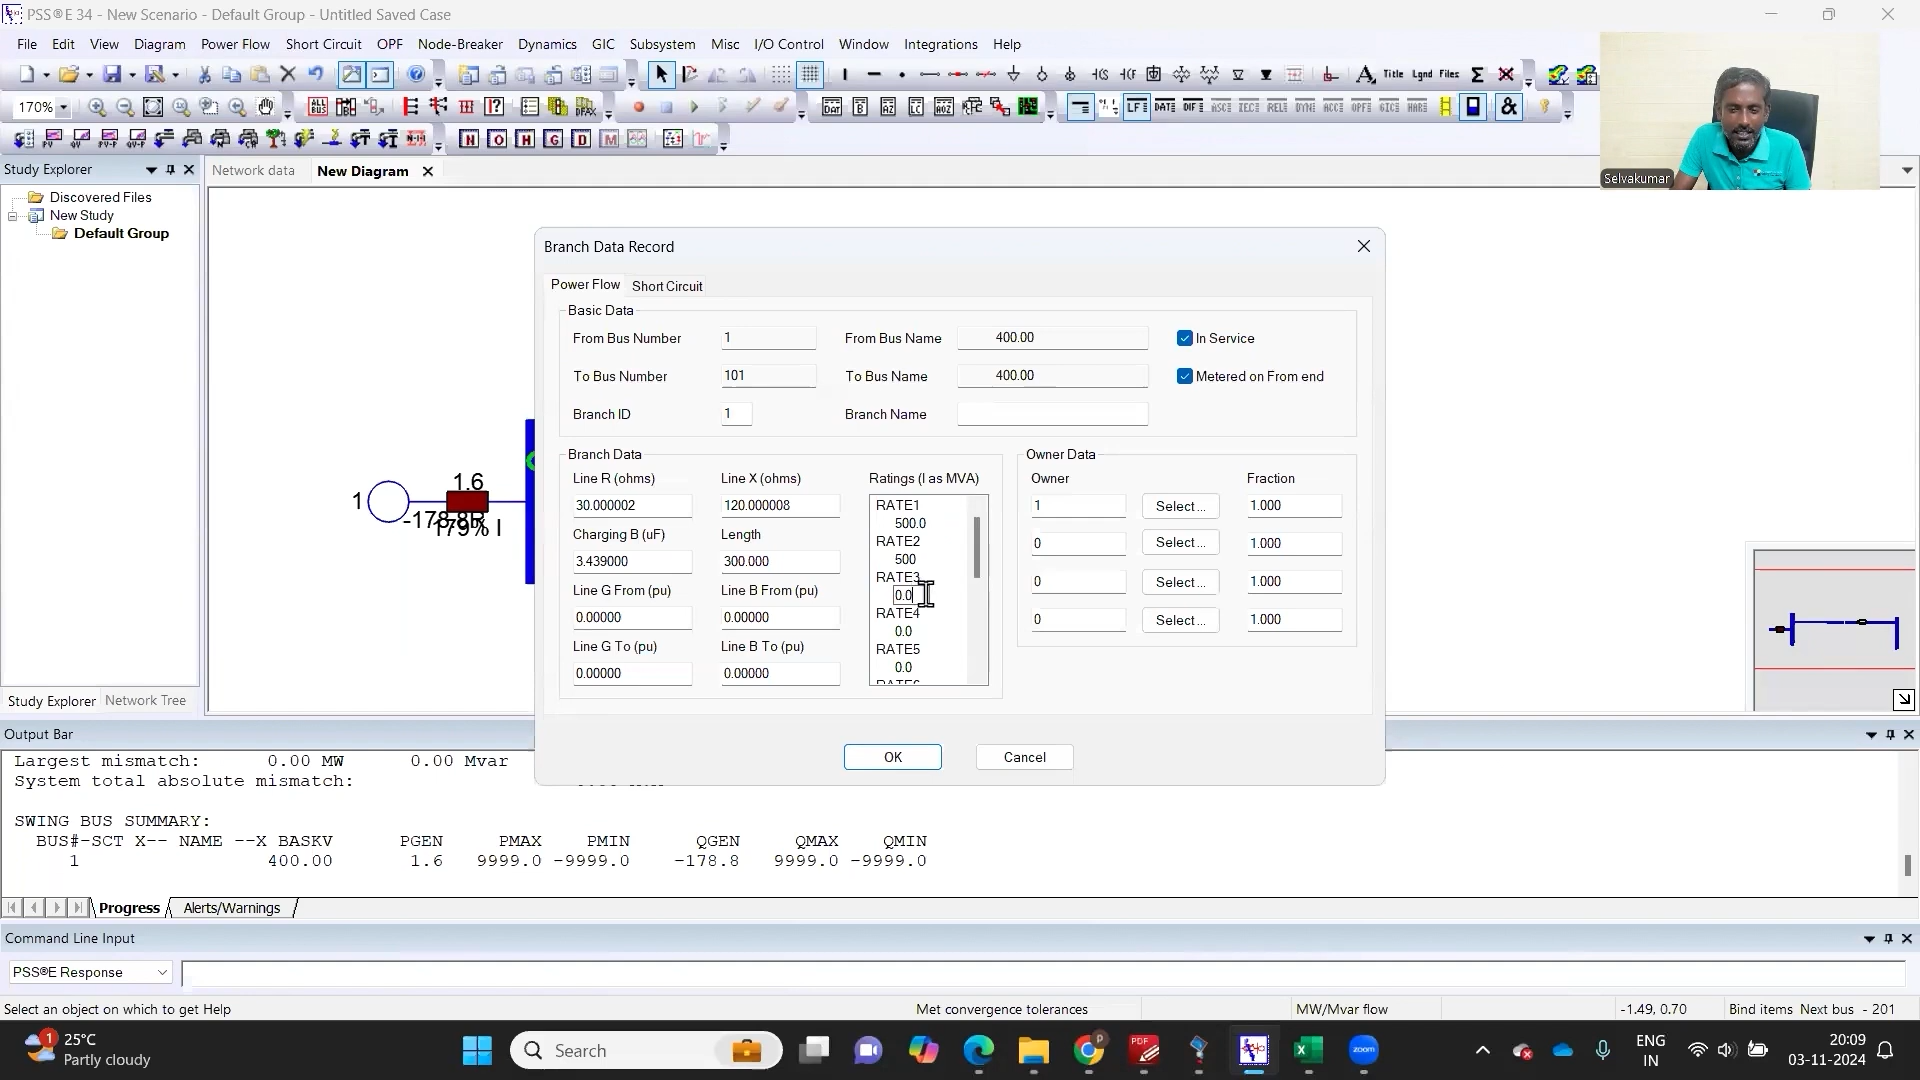 PSS®E 34 - New Scenario - Default Group - Untitled Saved Case
File Edit View Diagram Power Flow Short Circuit OPF Node-Breaker Dynamics GIC Subsystem Misc I/O Control Window Integrations Help
170%
Title Lgnd Files
Selvakumar
Study Explorer
Network data
New Diagram
Discovered Files
New Study
Default Group
Branch Data Record
Power Flow
Short Circuit
Basic Data
From Bus Number 1 From Bus Name 400.00 In Service
To Bus Number 101 To Bus Name 400.00 Metered on From end
Branch ID 1 Branch Name
Branch Data
Owner Data
Line R (ohms) Line X (ohms) Ratings (I as MVA) Owner Fraction
30.000002 120.000008 RATE1 1 Select... 1.000
500.0
Charging B (uF) Length RATE2 0 Select... 1.000
3.439000 300.000 500
Line G From (pu) Line B From (pu) RATE3 0 Select... 1.000
0.0
0.00000 0.00000 RATE4 0 Select... 1.000
0.0
Line G To (pu) Line B To (pu) RATE5
0.00000 0.00000 0.0
RATE6
OK
Cancel
1.6
1
-178.8R
179% I
Study Explorer Network Tree
Output Bar
Largest mismatch: 0.00 MW 0.00 Mvar
System total absolute mismatch:
SWING BUS SUMMARY:
BUS#-SCT X-- NAME --X BASKV PGEN PMAX PMIN QGEN QMAX QMIN
1 400.00 1.6 9999.0 -9999.0 -178.8 9999.0 -9999.0
Progress Alerts/Warnings
Command Line Input
PSS®E Response
Select an object on which to get Help
Met convergence tolerances
MW/Mvar flow
-1.49, 0.70
Bind items Next bus - 201
1
25°C
Partly cloudy
Search
PDF
zoom
ENG
IN
20:09
03-11-2024